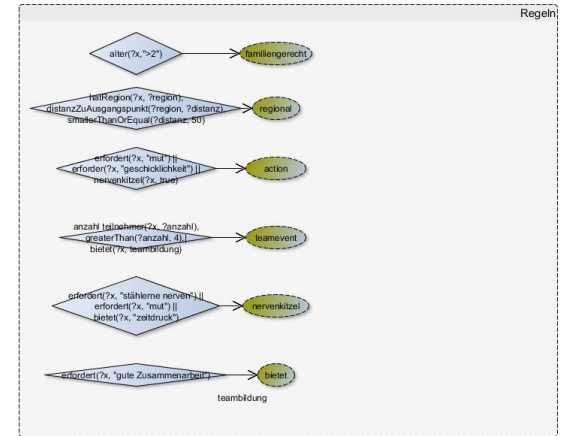 Regeln
alter(?x,">2")
familiengerecht
hatRegion(?x, ?region),
distanzZuAusgangspunkt(?region, ?distanz),
smallerThanOrEqual(?distanz, 50)
regional
erfordert(?x, "mut") ||
erforder(?x, "geschicklichkeit") ||
nervenkitzel(?x, true)
action
anzahl teilnehmer(?x, ?anzahl),
greaterThan(?anzahl, 4),|
bietet(?x, teambildung)
teamevent
erfordert(?x, "stählerne nerven") ||
erfordert(?x, "mut") ||
bietet(?x, "zeitdruck")
nervenkitzel
erfordert(?x, "gute Zusammenarbeit")
bietet
teambildung